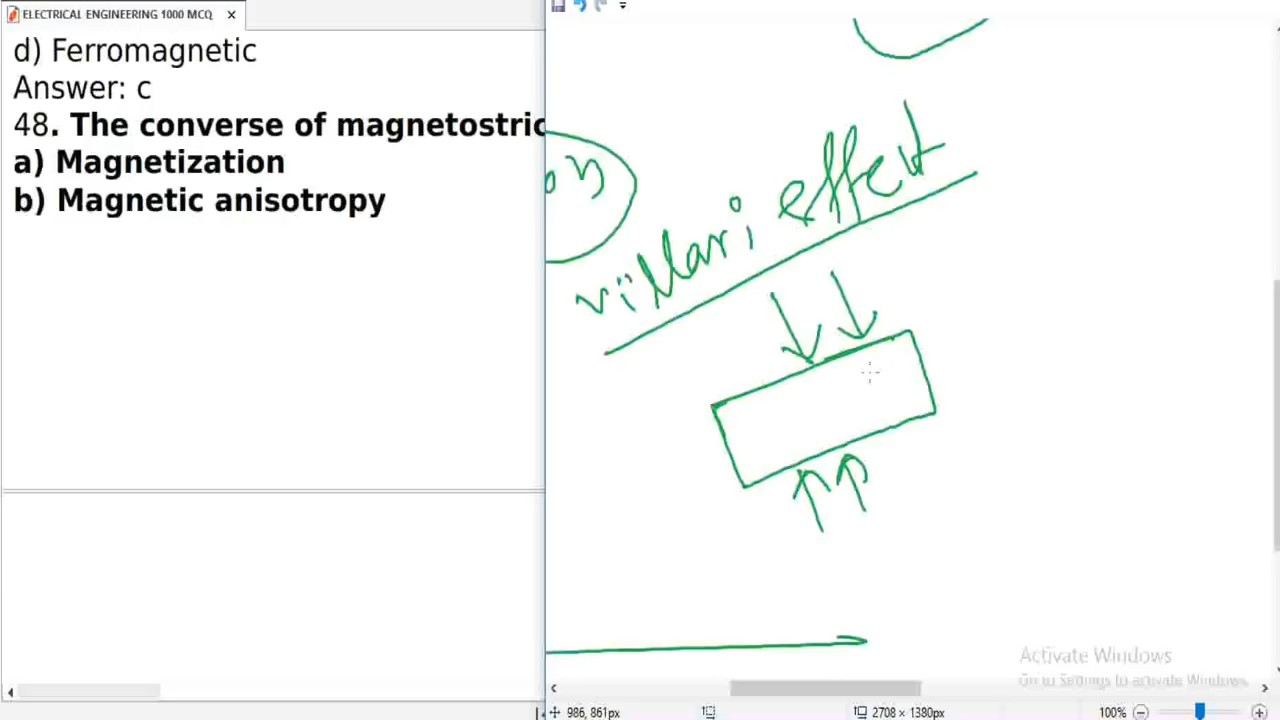 ELECTRICAL ENGINEERING 1000 MCQ
d) Ferromagnetic
Answer: c
48. The converse of magnetostric
a) Magnetization
b) Magnetic anisotropy
villari effect
Activate Windows
Go to Settings to activate Windows.
986, 861px
2708 × 1380px
100%